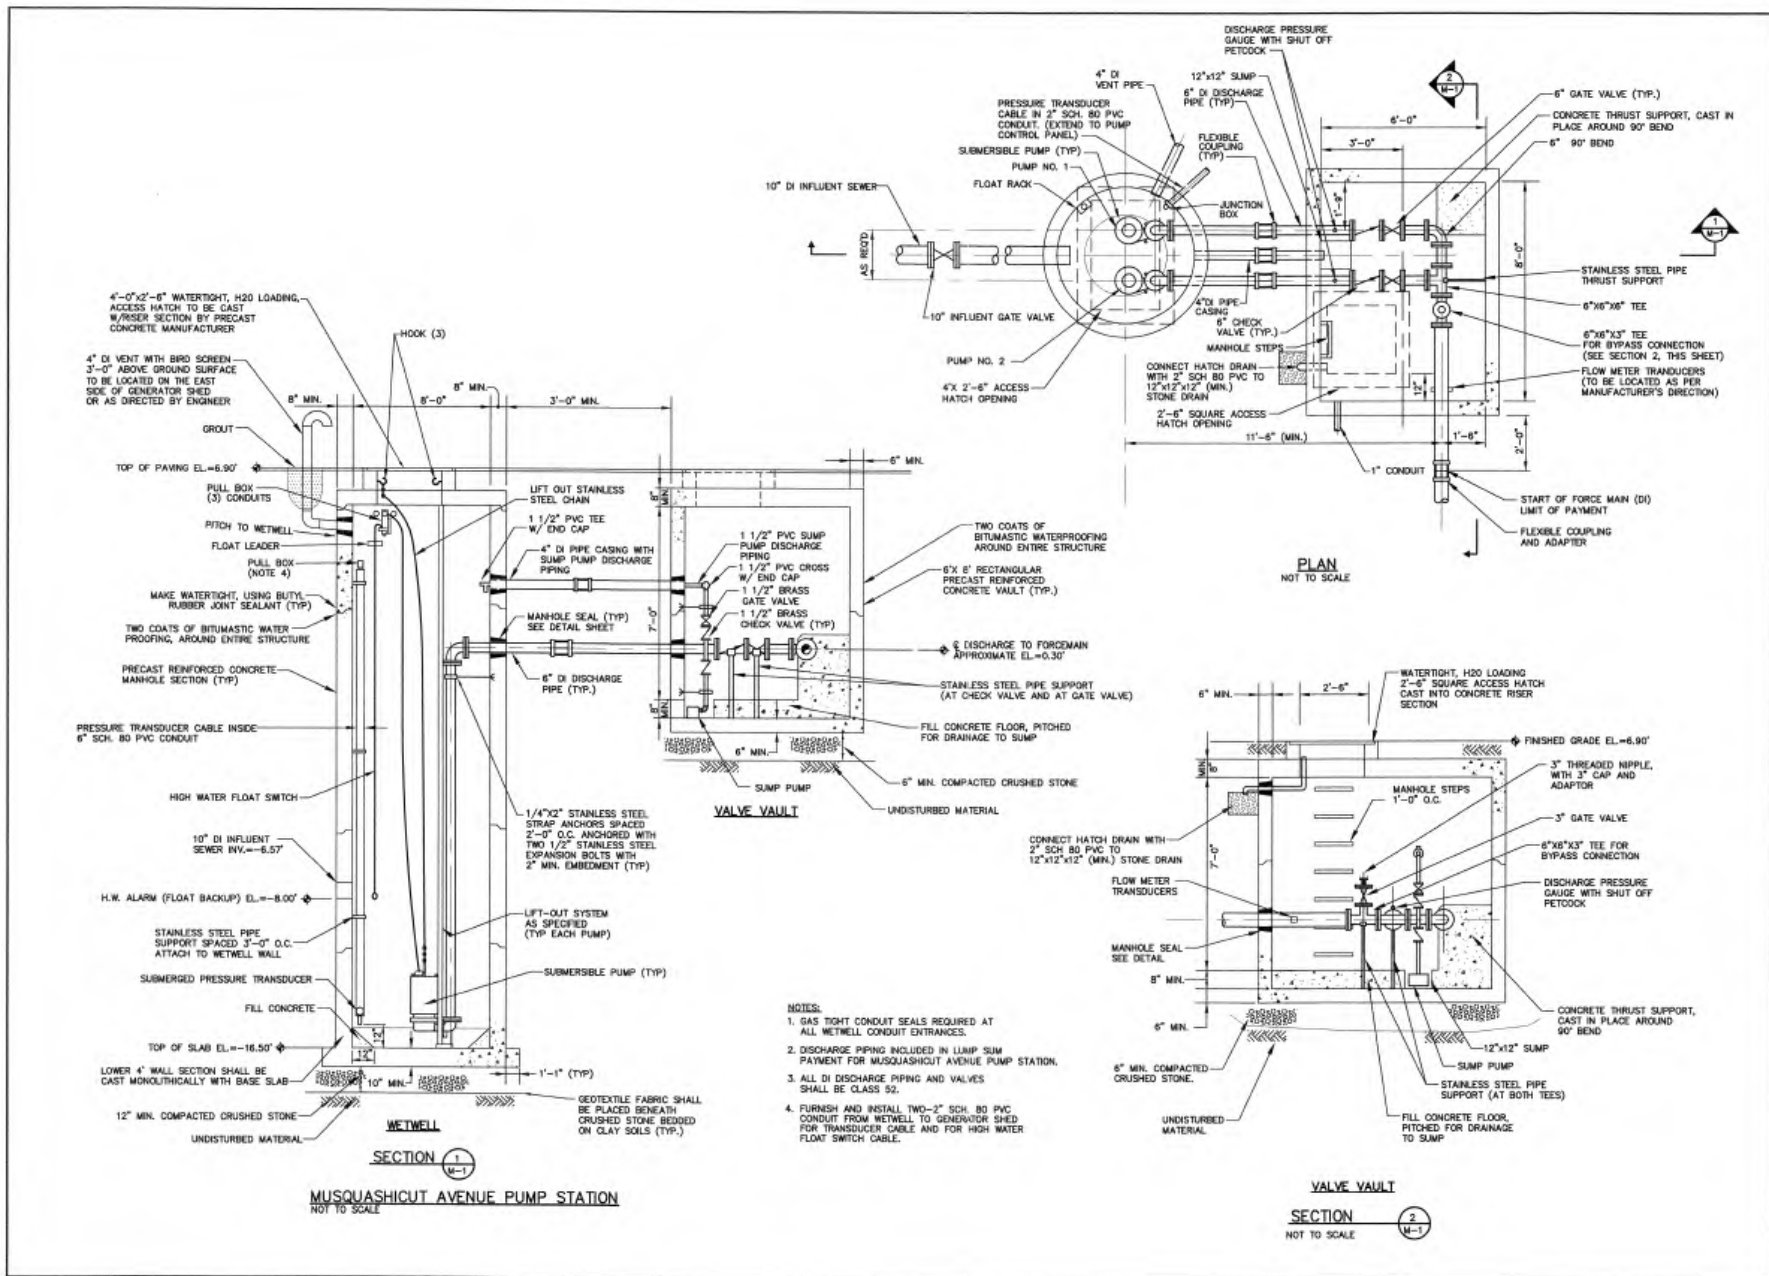 DISCHARGE PRESSURE
GAUGE WITH SHUT OFF
PETCOCK
12"x12" SUMP
6" DI DISCHARGE
PIPE (TYP)
4" DI
VENT PIPE
PRESSURE TRANSDUCER
CABLE IN 2" SCH. 80 PVC
CONDUIT. (EXTEND TO PUMP
CONTROL PANEL)
SUBMERSIBLE PUMP (TYP)
PUMP NO. 1
FLOAT RACK
FLEXIBLE
COUPLING
(TYP)
JUNCTION
BOX
10" DI INFLUENT SEWER
AS REQ'D
10" INFLUENT GATE VALVE
PUMP NO. 2
4'X 2'-6" ACCESS
HATCH OPENING
4"DI PIPE
CASING
6" CHECK
VALVE (TYP.)
MANHOLE STEPS
CONNECT HATCH DRAIN
WITH 2" SCH 80 PVC TO
12"x12"x12" (MIN.)
STONE DRAIN
2'-6" SQUARE ACCESS
HATCH OPENING
2
M-1
6'-0"
3'-0"
1'-9"
8'-0"
12"
6" GATE VALVE (TYP.)
CONCRETE THRUST SUPPORT, CAST IN
PLACE AROUND 90° BEND
6" 90° BEND
1
M-1
STAINLESS STEEL PIPE
THRUST SUPPORT
6"X6"X6" TEE
6"X6"X3" TEE
FOR BYPASS CONNECTION
(SEE SECTION 2, THIS SHEET)
FLOW METER TRANDUCERS
(TO BE LOCATED AS PER
MANUFACTURER'S DIRECTION)
11'-6" (MIN.)
1'-6"
2'-0"
1" CONDUIT
START OF FORCE MAIN (DI)
LIMIT OF PAYMENT
FLEXIBLE COUPLING
AND ADAPTER
PLAN
NOT TO SCALE
4'-0"x2'-6" WATERTIGHT, H20 LOADING,
ACCESS HATCH TO BE CAST
W/RISER SECTION BY PRECAST
CONCRETE MANUFACTURER
HOOK (3)
4" DI VENT WITH BIRD SCREEN
3'-0" ABOVE GROUND SURFACE
TO BE LOCATED ON THE EAST
SIDE OF GENERATOR SHED
OR AS DIRECTED BY ENGINEER
8" MIN.
8'-0"
8" MIN.
3'-0" MIN.
6" MIN.
GROUT
TOP OF PAVING EL.=6.90'
PULL BOX
(3) CONDUITS
PITCH TO WETWELL
FLOAT LEADER
PULL BOX
(NOTE 4)
MAKE WATERTIGHT, USING BUTYL
RUBBER JOINT SEALANT (TYP)
TWO COATS OF BITUMASTIC WATER
PROOFING, AROUND ENTIRE STRUCTURE
PRECAST REINFORCED CONCRETE
MANHOLE SECTION (TYP)
PRESSURE TRANSDUCER CABLE INSIDE
6" SCH. 80 PVC CONDUIT
HIGH WATER FLOAT SWITCH
10" DI INFLUENT
SEWER INV.=-6.57'
H.W. ALARM (FLOAT BACKUP) EL.=-8.00'
STAINLESS STEEL PIPE
SUPPORT SPACED 3'-0" O.C.
ATTACH TO WETWELL WALL
SUBMERGED PRESSURE TRANSDUCER
FILL CONCRETE
TOP OF SLAB EL.=-16.50'
LOWER 4' WALL SECTION SHALL BE
CAST MONOLITHICALLY WITH BASE SLAB
12" MIN. COMPACTED CRUSHED STONE
UNDISTURBED MATERIAL
12"
12"
10" MIN.
1'-1" (TYP)
LIFT OUT STAINLESS
STEEL CHAIN
1 1/2" PVC TEE
W/ END CAP
4" DI PIPE CASING WITH
SUMP PUMP DISCHARGE
PIPING
MANHOLE SEAL (TYP)
SEE DETAIL SHEET
6" DI DISCHARGE
PIPE (TYP.)
1/4"X2" STAINLESS STEEL
STRAP ANCHORS SPACED
2'-0" O.C. ANCHORED WITH
TWO 1/2" STAINLESS STEEL
EXPANSION BOLTS WITH
2" MIN. EMBEDMENT (TYP)
LIFT-OUT SYSTEM
AS SPECIFIED
(TYP EACH PUMP)
SUBMERSIBLE PUMP (TYP)
GEOTEXTILE FABRIC SHALL
BE PLACED BENEATH
CRUSHED STONE BEDDED
ON CLAY SOILS (TYP.)
WETWELL
SECTION
1
M-1
MUSQUASHICUT AVENUE PUMP STATION
NOT TO SCALE
8"
MIN.
7'-0"
8"
MIN.
1 1/2" PVC SUMP
PUMP DISCHARGE
PIPING
1 1/2" PVC CROSS
W/ END CAP
1 1/2" BRASS
GATE VALVE
1 1/2" BRASS
CHECK VALVE (TYP)
TWO COATS OF
BITUMASTIC WATERPROOFING
AROUND ENTIRE STRUCTURE
6'X 8' RECTANGULAR
PRECAST REINFORCED
CONCRETE VAULT (TYP.)
℄ DISCHARGE TO FORCEMAIN
APPROXIMATE EL.=0.30'
STAINLESS STEEL PIPE SUPPORT
(AT CHECK VALVE AND AT GATE VALVE)
FILL CONCRETE FLOOR, PITCHED
FOR DRAINAGE TO SUMP
6" MIN.
6" MIN. COMPACTED CRUSHED STONE
SUMP PUMP
UNDISTURBED MATERIAL
VALVE VAULT
NOTES:
1. GAS TIGHT CONDUIT SEALS REQUIRED AT
ALL WETWELL CONDUIT ENTRANCES.
2. DISCHARGE PIPING INCLUDED IN LUMP SUM
PAYMENT FOR MUSQUASHICUT AVENUE PUMP STATION.
3. ALL DI DISCHARGE PIPING AND VALVES
SHALL BE CLASS 52.
4. FURNISH AND INSTALL TWO-2" SCH. 80 PVC
CONDUIT FROM WETWELL TO GENERATOR SHED
FOR TRANSDUCER CABLE AND FOR HIGH WATER
FLOAT SWITCH CABLE.
6" MIN.
2'-6"
WATERTIGHT, H20 LOADING
2'-6" SQUARE ACCESS HATCH
CAST INTO CONCRETE RISER
SECTION
FINISHED GRADE EL.=6.90'
MIN.
7'-0"
3" THREADED NIPPLE,
WITH 3" CAP AND
ADAPTOR
MANHOLE STEPS
1'-0" O.C.
3" GATE VALVE
6"X6"X3" TEE FOR
BYPASS CONNECTION
CONNECT HATCH DRAIN WITH
2" SCH 80 PVC TO
12"x12"x12" (MIN.) STONE DRAIN
FLOW METER
TRANSDUCERS
DISCHARGE PRESSURE
GAUGE WITH SHUT OFF
PETCOCK
MANHOLE SEAL
SEE DETAIL
8" MIN.
6" MIN.
CONCRETE THRUST SUPPORT,
CAST IN PLACE AROUND
90° BEND
12"x12" SUMP
SUMP PUMP
6" MIN. COMPACTED
CRUSHED STONE.
STAINLESS STEEL PIPE
SUPPORT (AT BOTH TEES)
UNDISTURBED
MATERIAL
FILL CONCRETE FLOOR,
PITCHED FOR DRAINAGE
TO SUMP
VALVE VAULT
SECTION
2
M-1
NOT TO SCALE